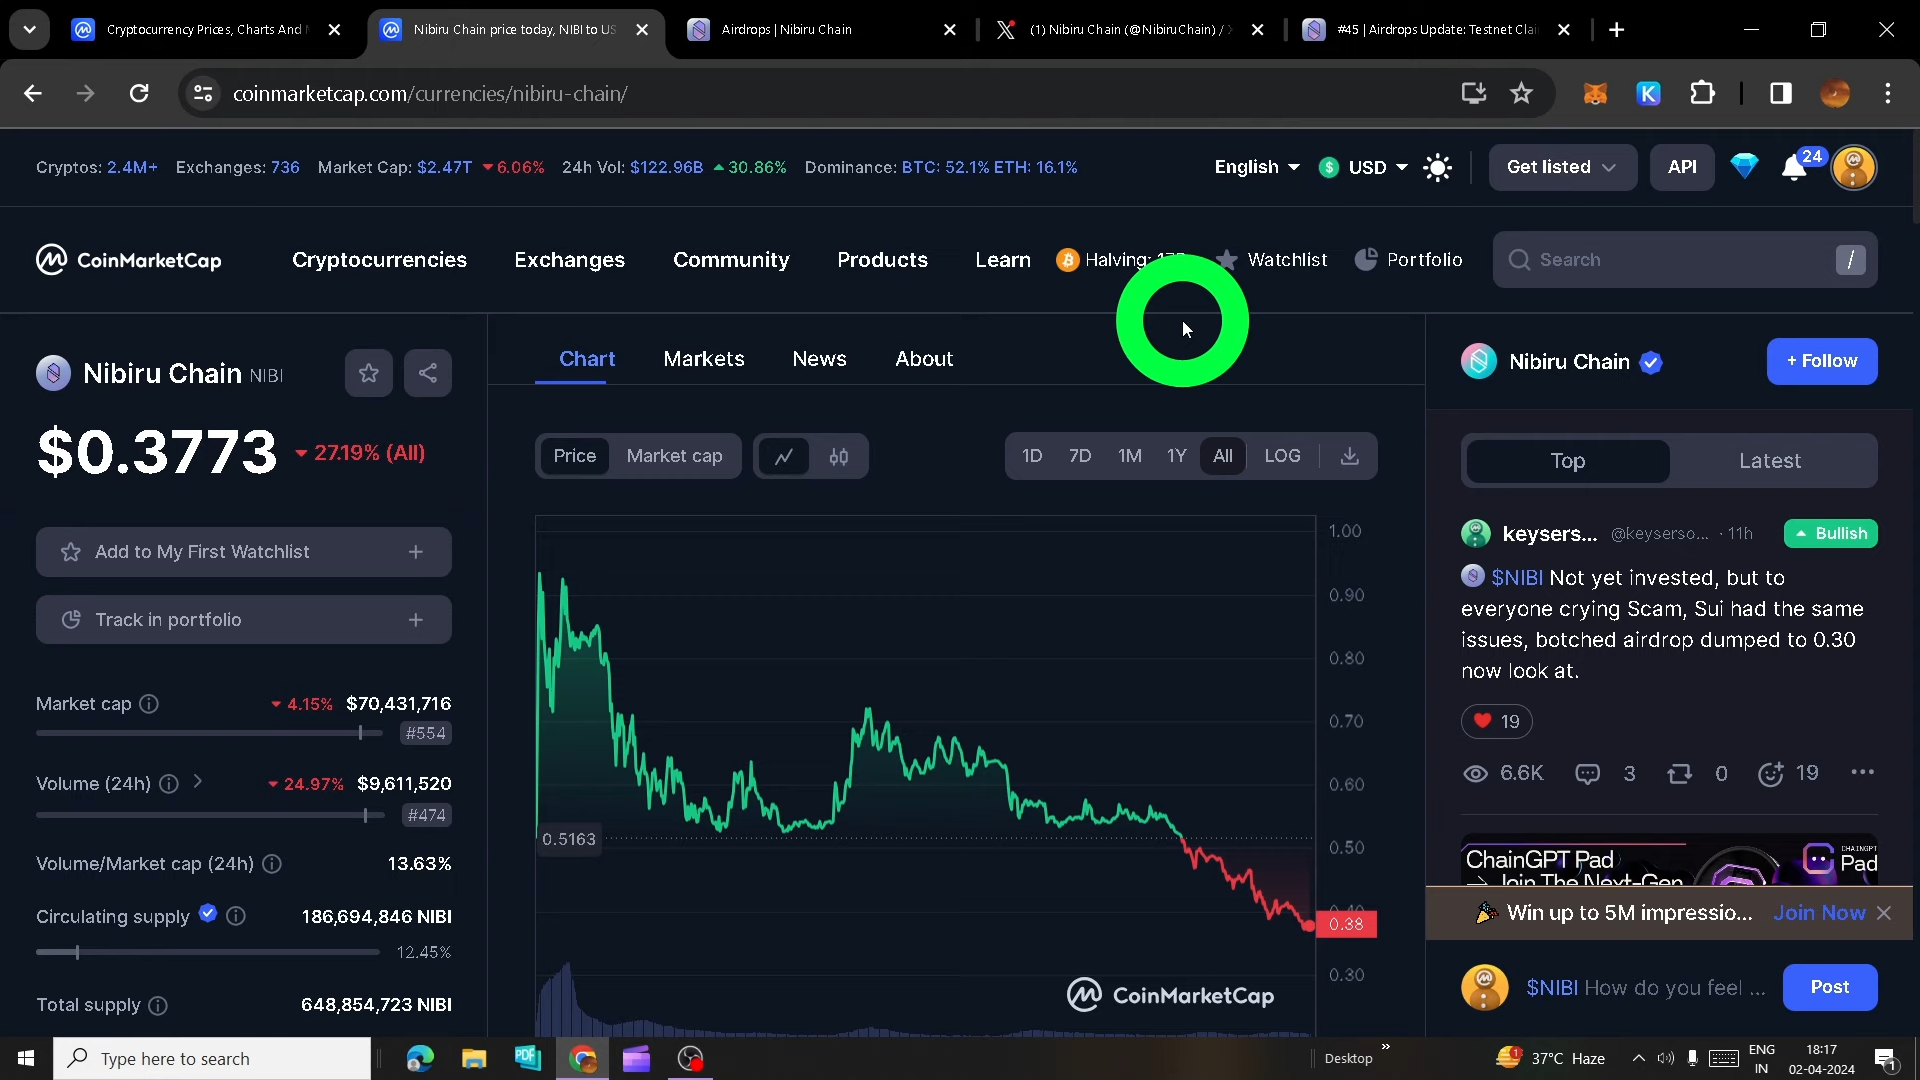 Cryptocurrency Prices, Charts And
Nibiru Chain price today, NIBI to US
Airdrops | Nibiru Chain
(1) Nibiru Chain (@NibiruChain) /
#45 | Airdrops Update: Testnet Clai
coinmarketcap.com/currencies/nibiru-chain/
Cryptos: 2.4M+ Exchanges: 736 Market Cap: $2.47T 6.06% 24h Vol: $122.96B 30.86% Dominance: BTC: 52.1% ETH: 16.1%
English USD Get listed API 24
CoinMarketCap Cryptocurrencies Exchanges Community Products Learn Halving: Watchlist Portfolio Search /
Nibiru Chain NIBI
$0.3773 27.19% (All)
Add to My First Watchlist +
Track in portfolio +
Market cap 4.15% $70,431,716
#554
Volume (24h) 24.97% $9,611,520
#474
Volume/Market cap (24h) 13.63%
Circulating supply 186,694,846 NIBI
12.45%
Total supply 648,854,723 NIBI
Chart Markets News About
Price Market cap 1D 7D 1M 1Y All LOG
1.00
0.90
0.80
0.70
0.60
0.5163
0.50
0.40
0.38
0.30
CoinMarketCap
Nibiru Chain + Follow
Top Latest
keysers... @keyserso... · 11h Bullish
$NIBI Not yet invested, but to
everyone crying Scam, Sui had the same
issues, botched airdrop dumped to 0.30
now look at.
19
6.6K 3 0 19
ChainGPT Pad
CHAINGPT
Pad
Join The Next-Gen
Win up to 5M impressio... Join Now
$NIBI How do you feel ... Post
Type here to search
PDF
Desktop
37°C Haze
ENG
IN
18:17
02-04-2024
1